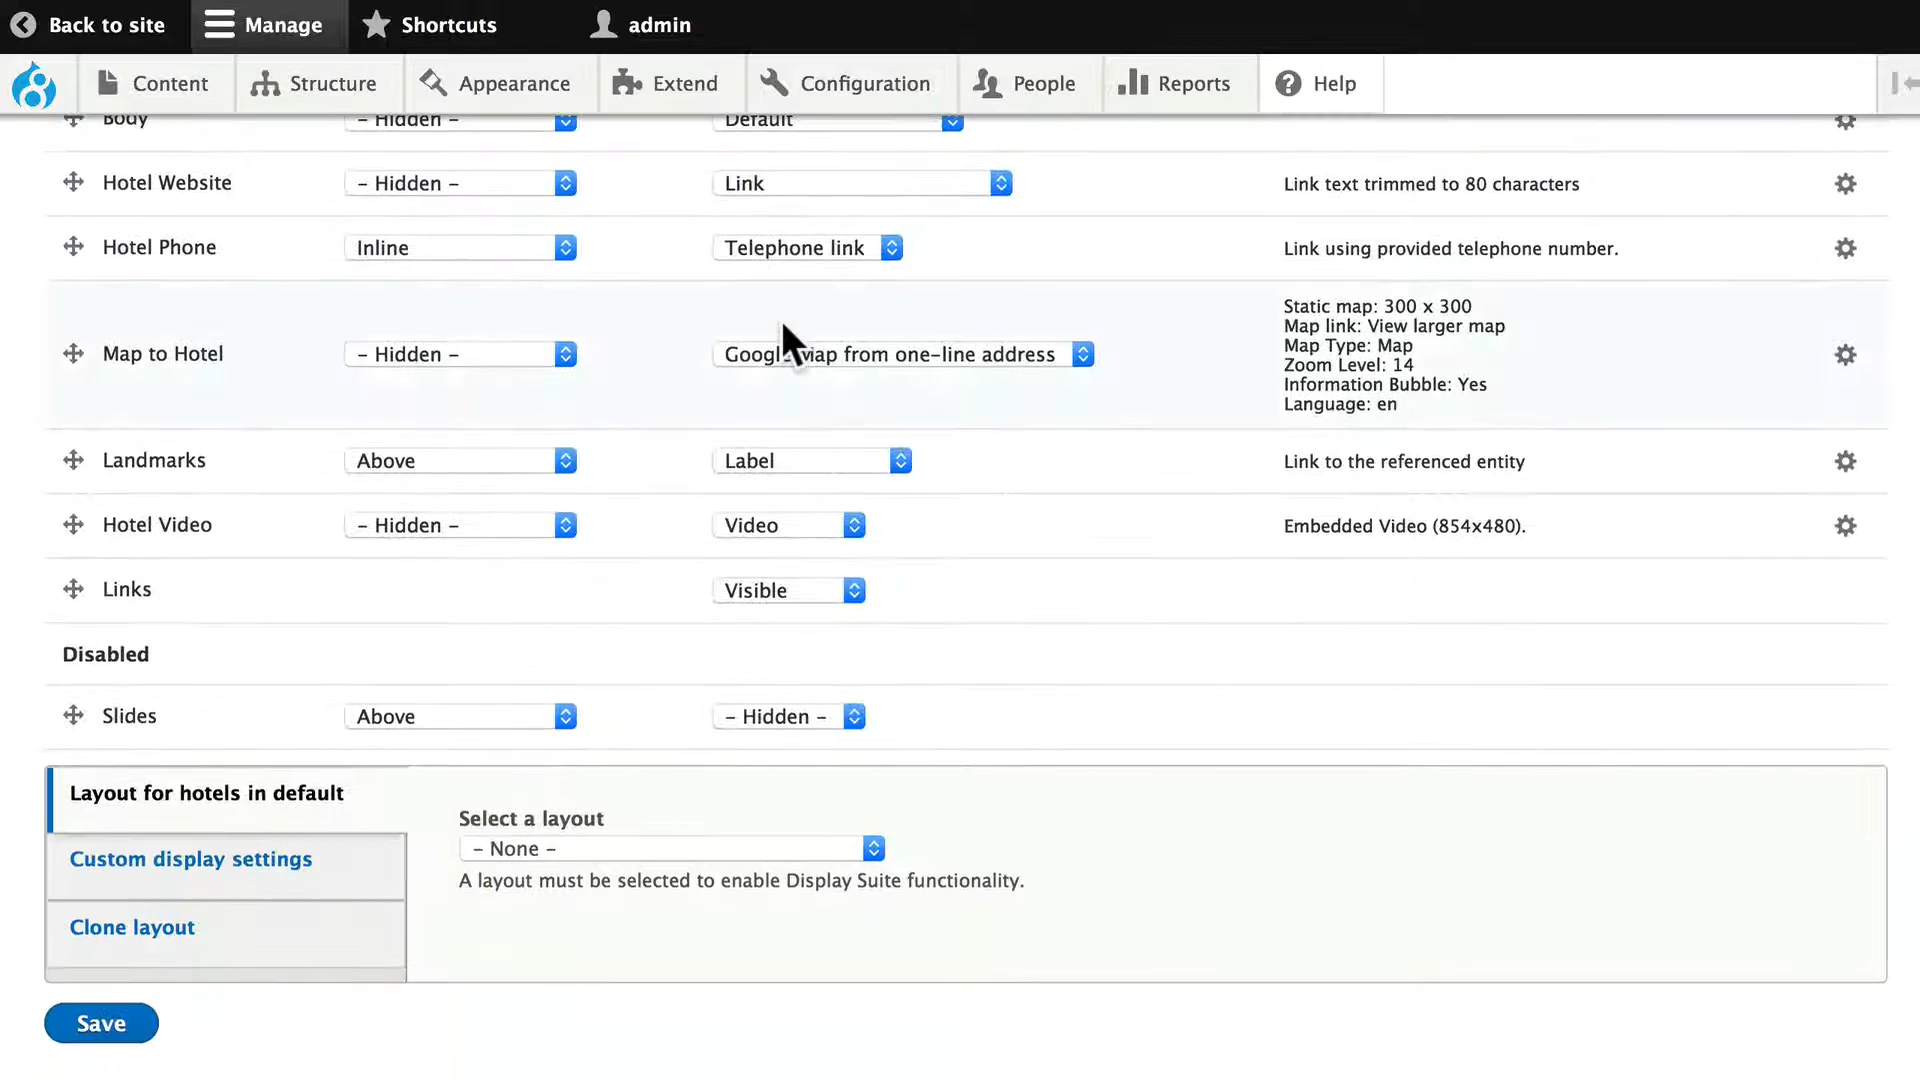 Back to site Manage Shortcuts admin
Content Structure Appearance Extend Configuration People Reports Help
Body - Hidden - Default
Hotel Website - Hidden - Link Link text trimmed to 80 characters
Hotel Phone Inline Telephone link Link using provided telephone number.
Static map: 300 x 300
Map link: View larger map
Map Type: Map
Map to Hotel - Hidden - Google map from one-line address
Zoom Level: 14
Information Bubble: Yes
Language: en
Landmarks Above Label Link to the referenced entity
Hotel Video - Hidden - Video Embedded Video (854x480).
Links Visible
Disabled
Slides Above - Hidden -
Layout for hotels in default
Select a layout
- None -
Custom display settings
A layout must be selected to enable Display Suite functionality.
Clone layout
Save